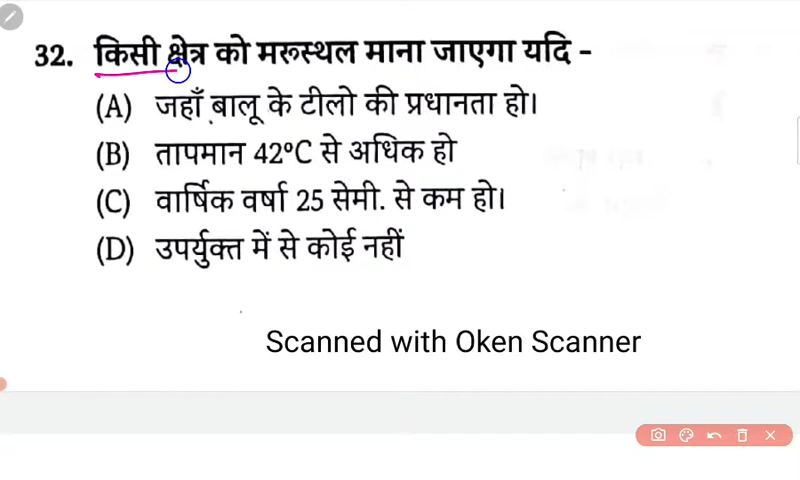 32. किसी क्षेत्र को मरूस्थल माना जाएगा यदि -
(A) जहाँ बालू के टीलो की प्रधानता हो।
(B) तापमान 42°C से अधिक हो
(C) वार्षिक वर्षा 25 सेमी. से कम हो।
(D) उपर्युक्त में से कोई नहीं
Scanned with Oken Scanner